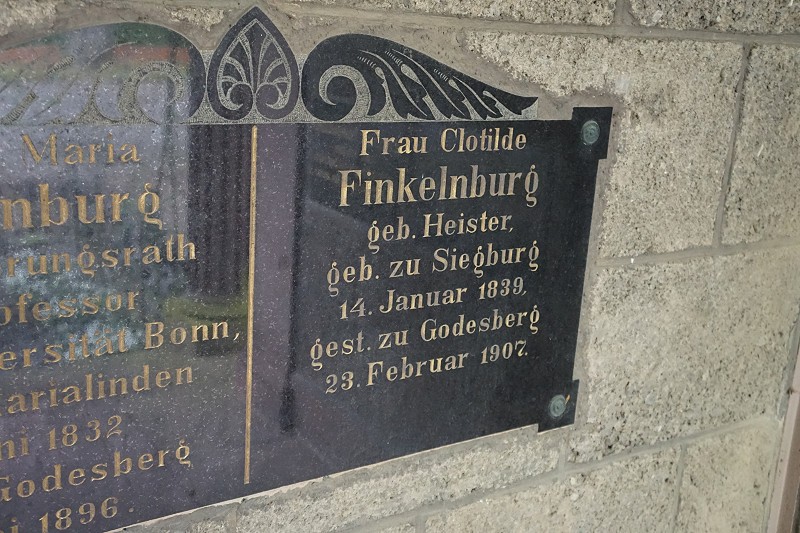 Maria
nburg
rungsrath
ofessor
ersität Bonn,
arialinden
ni 1832
Godesberg
i 1896.
Frau Clotilde
Finkelnburg
geb. Heister,
geb. zu Siegburg
14. Januar 1839,
gest. zu Godesberg
23. Februar 1907.